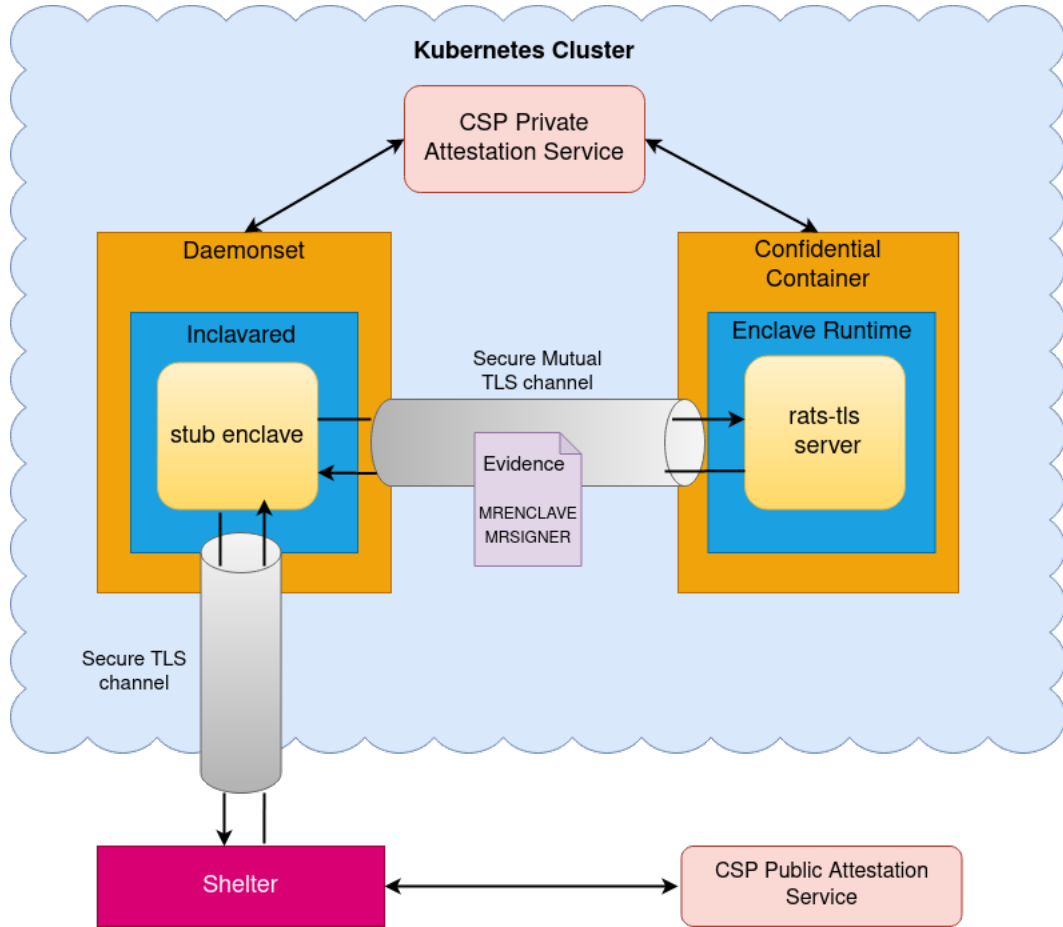 Kubernetes Cluster
CSP Private
Attestation Service
Daemonset
Confidential
Container
Inclavared
Enclave Runtime
Secure Mutual
TLS channel
stub enclave
rats-tls
server
Evidence
MRENCLAVE
MRSIGNER
Secure TLS
channel
Shelter
CSP Public Attestation
Service